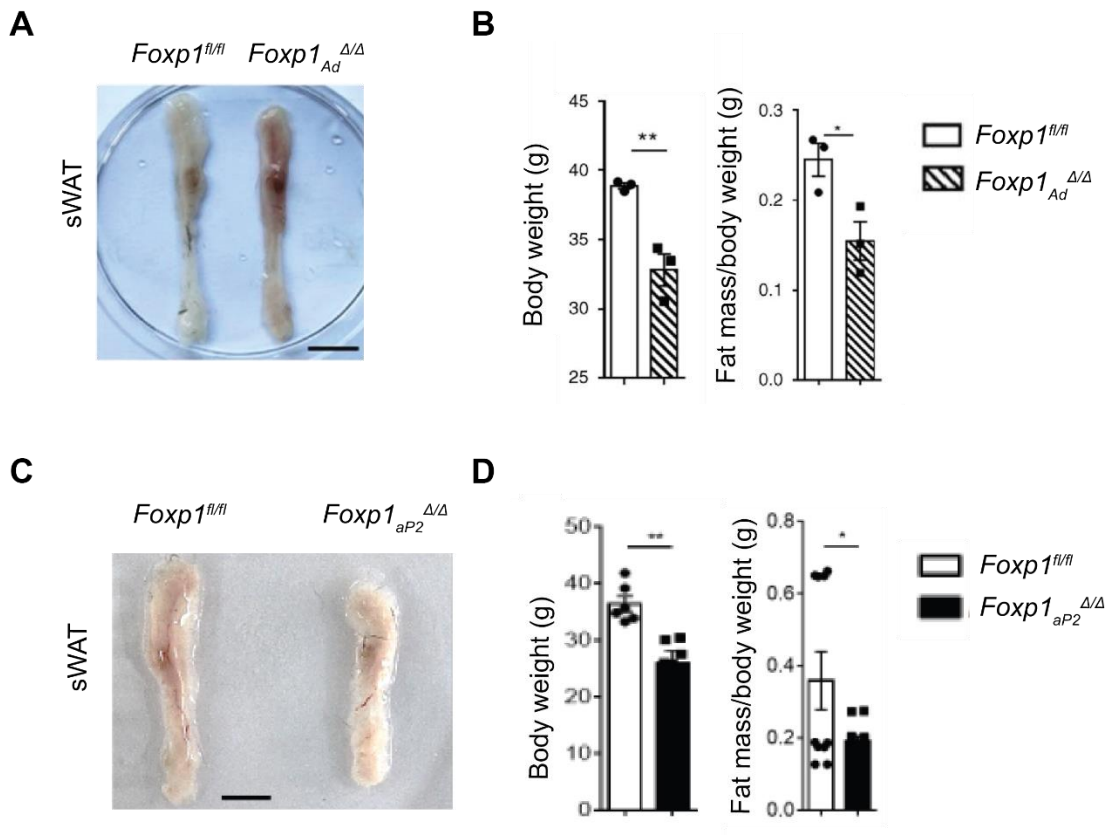 A
Foxp1fl/fl Foxp1AdΔ/Δ
sWAT
B
Body weight (g)
45
40
35
30
25
**
Fat mass/body weight (g)
0.3
0.2
0.1
0.0
*
Foxp1fl/fl
Foxp1AdΔ/Δ
C
Foxp1fl/fl Foxp1aP2Δ/Δ
sWAT
D
Body weight (g)
50
40
30
20
10
0
**
Fat mass/body weight (g)
0.8
0.6
0.4
0.2
0.0
*
Foxp1fl/fl
Foxp1aP2Δ/Δ